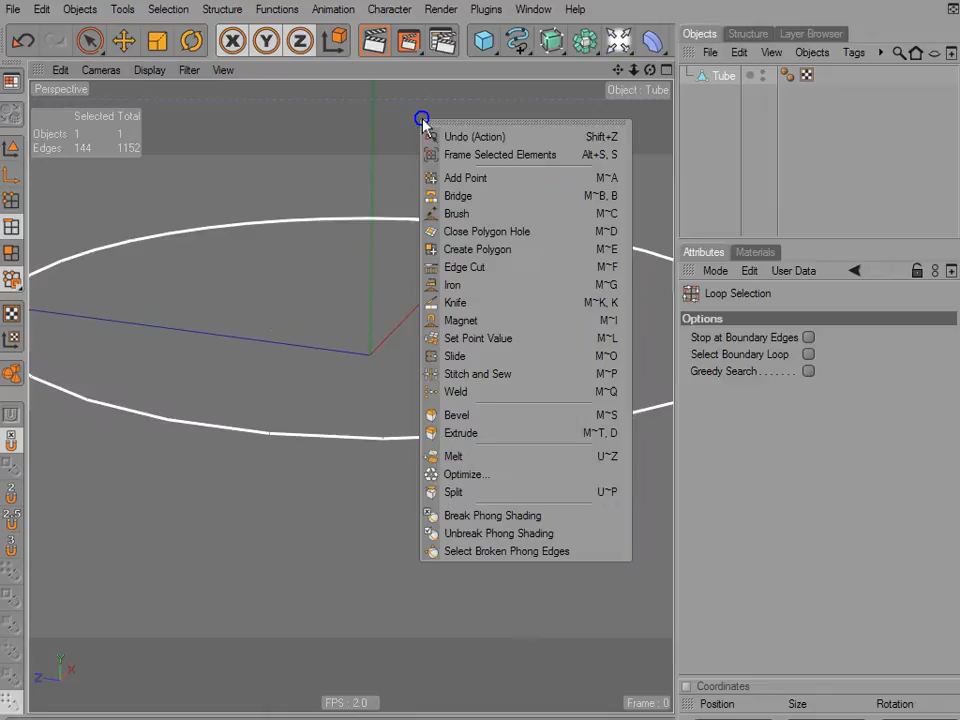 File Edit Objects Tools Selection Structure Functions Animation Character Render Plugins Window Help
Objects Structure Layer Browser
File Edit View Objects Tags
Tube
Edit Cameras Display Filter View
Perspective
Object : Tube
Selected Total
Objects 1 1
Edges 144 1152
Undo (Action) Shift+Z
Frame Selected Elements Alt+S, S
Add Point M~A
Bridge M~B, B
Brush M~C
Close Polygon Hole M~D
Create Polygon M~E
Edge Cut M~F
Iron M~G
Knife M~K, K
Magnet M~I
Set Point Value M~L
Slide M~O
Stitch and Sew M~P
Weld M~Q
Bevel M~S
Extrude M~T, D
Melt U~Z
Optimize...
Split U~P
Break Phong Shading
Unbreak Phong Shading
Select Broken Phong Edges
Attributes Materials
Mode Edit User Data
Loop Selection
Options
Stop at Boundary Edges
Select Boundary Loop
Greedy Search . . . . . . .
X Y Z
2
2.5
3
Y
Z X
FPS : 2.0
Frame : 0
Coordinates
Position Size Rotation